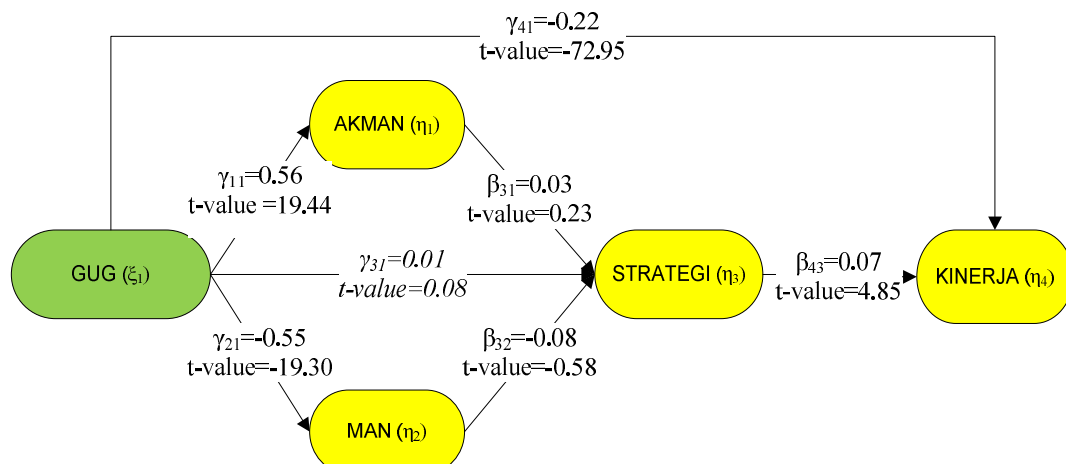 γ₄₁=-0.22
t-value=-72.95
AKMAN (η₁)
γ₁₁=0.56
t-value =19.44
β₃₁=0.03
t-value=0.23
GUG (ξ₁)
γ₃₁=0.01
t-value=0.08
STRATEGI (η₃)
β₄₃=0.07
t-value=4.85
KINERJA (η₄)
γ₂₁=-0.55
t-value=-19.30
β₃₂=-0.08
t-value=-0.58
MAN (η₂)